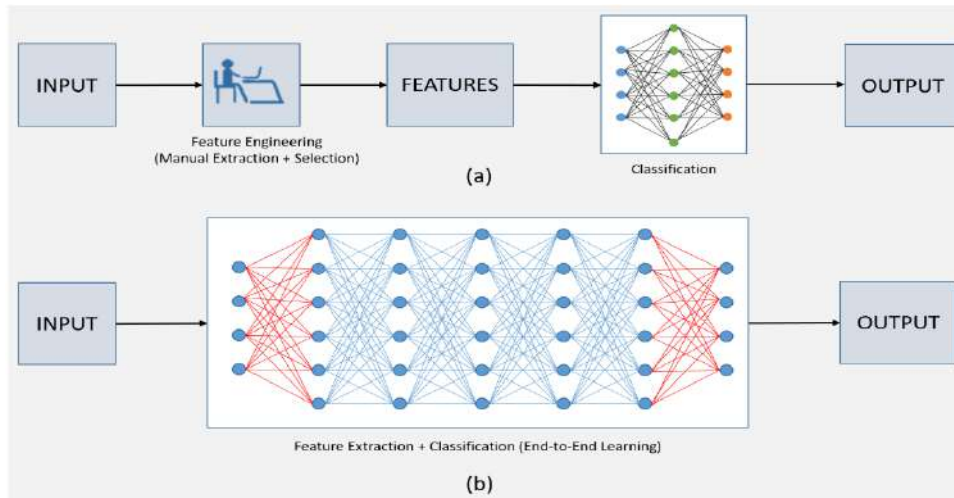 INPUT
FEATURES
OUTPUT
Feature Engineering
(Manual Extraction + Selection)
Classification
(a)
INPUT
OUTPUT
Feature Extraction + Classification (End-to-End Learning)
(b)